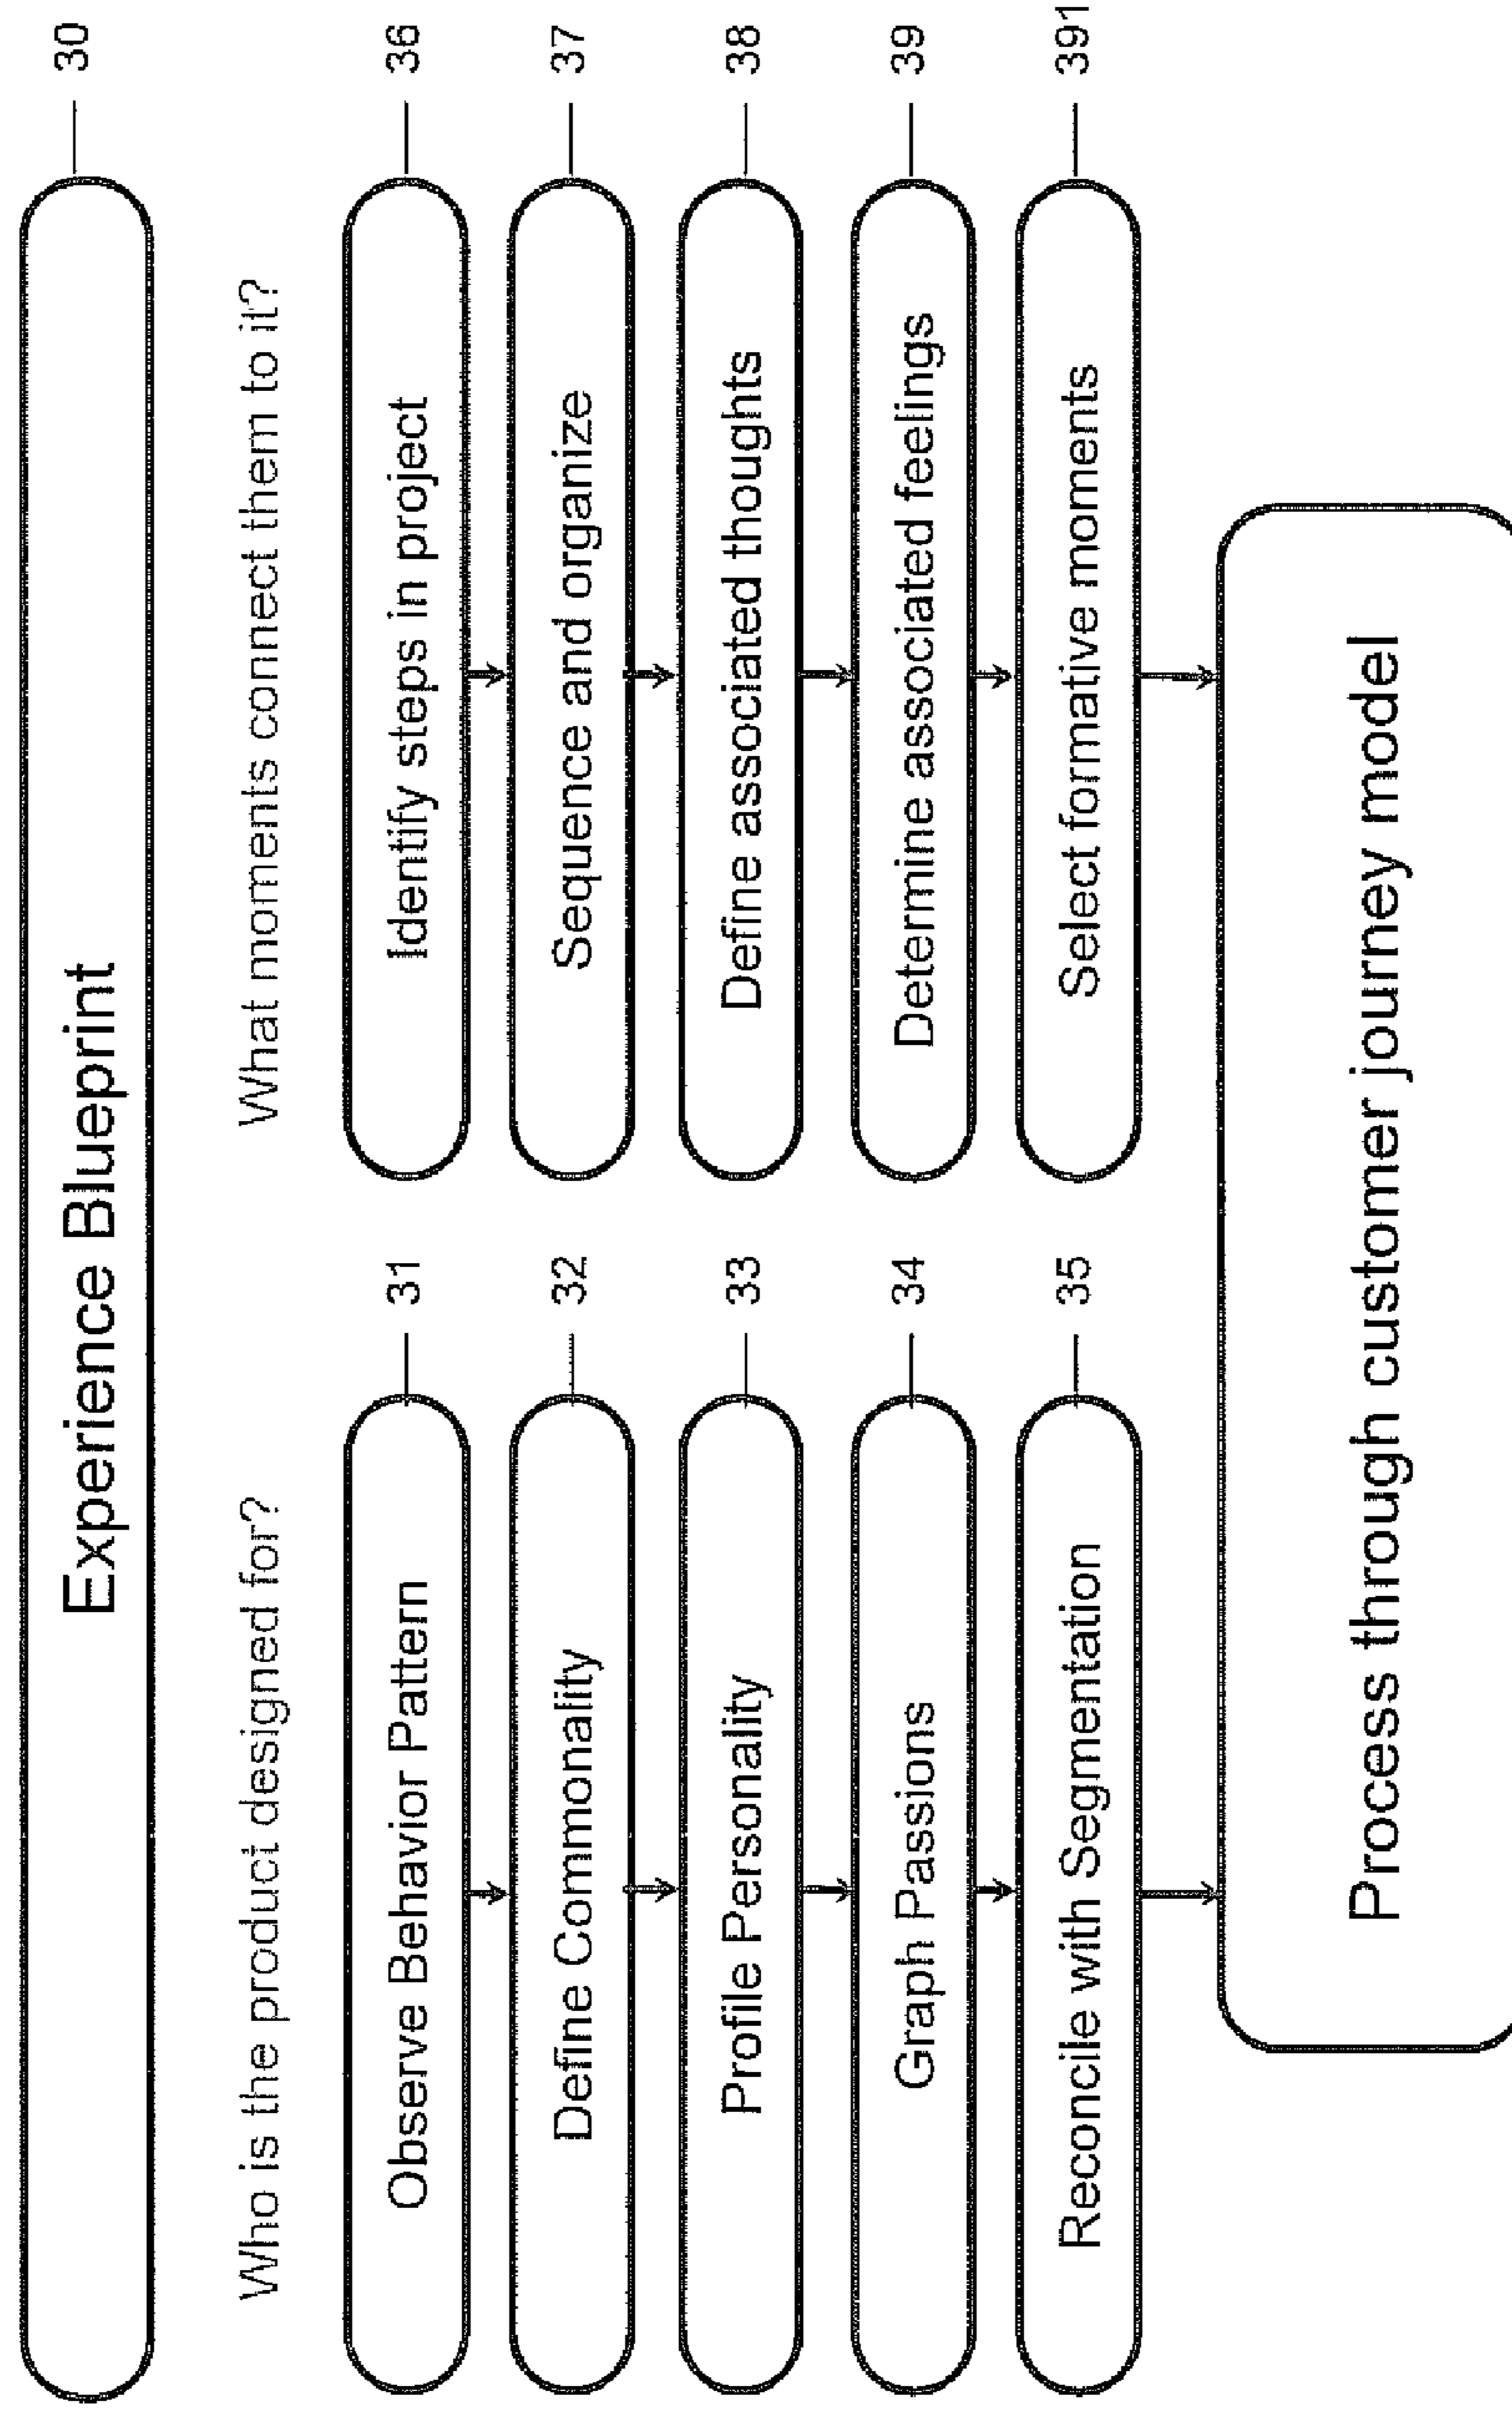 Experience Blueprint
30
Who is the product designed for?
What moments connect them to it?
Observe Behavior Pattern
31
Identify steps in project
36
Define Commonality
32
Sequence and organize
37
Profile Personality
33
Define associated thoughts
38
Graph Passions
34
Determine associated feelings
39
Reconcile with Segmentation
35
Select formative moments
391
Process through customer journey model